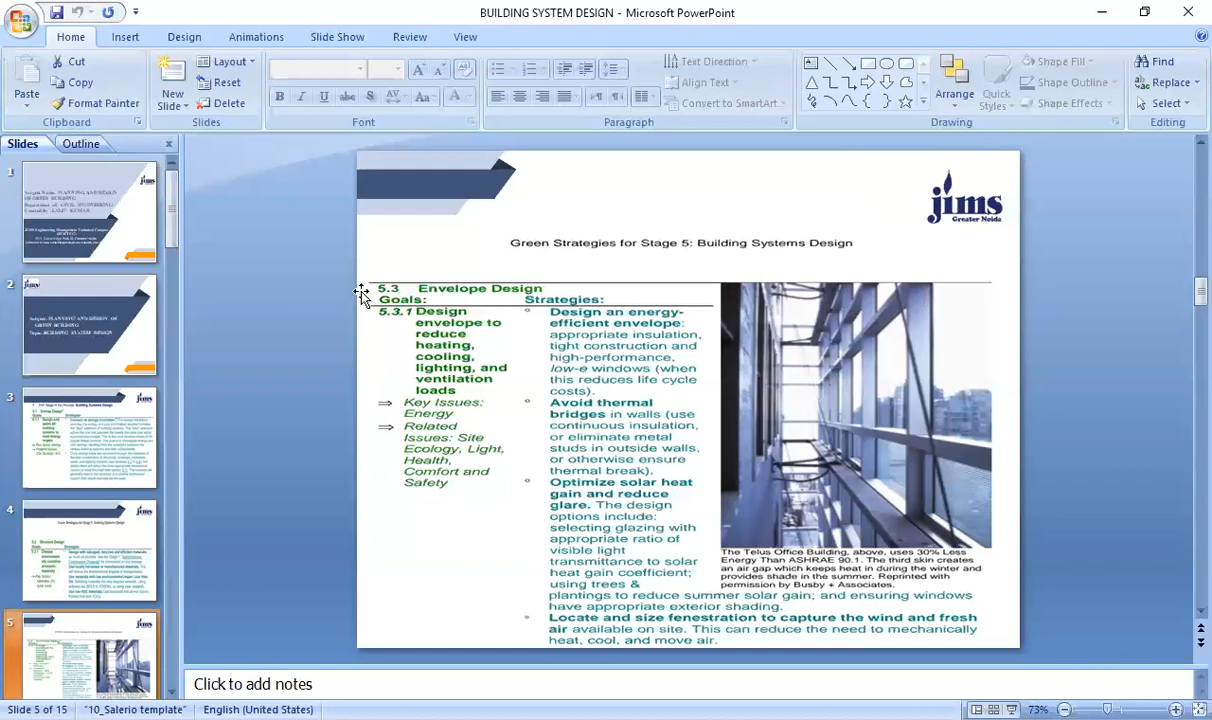 BUILDING SYSTEM DESIGN - Microsoft PowerPoint
Home Insert Design Animations Slide Show Review View
Paste
Cut
Copy
Format Painter
Clipboard
New Slide
Layout
Reset
Delete
Slides
B I U abc S AV Aa A
Font
Text Direction
Align Text
Convert to SmartArt
Paragraph
Arrange
Quick Styles
Shape Fill
Shape Outline
Shape Effects
Drawing
Find
Replace
Select
Editing
Slides Outline
1
2
3
4
5
jims
Greater Noida
Green Strategies for Stage 5: Building Systems Design
5.3 Envelope Design
Goals: Strategies:
5.3.1 Design
envelope to
reduce
heating,
cooling,
lighting, and
ventilation
loads
⇒ Key Issues:
Energy
⇒ Related
Issues: Site
Ecology, Light,
Health,
Comfort and
Safety
° Design an energy-
efficient envelope:
appropriate insulation,
tight construction and
high-performance,
low-e windows (when
this reduces life cycle
costs).
° Avoid thermal
bridges in walls (use
continuous insulation,
or eliminate metal
studs in outside walls,
or otherwise ensure
thermal break).
° Optimize solar heat
gain and reduce
glare. The design
options include:
selecting glazing with
appropriate ratio of
visible light
transmittance to solar
heat gain coefficient;
using trees &
plantings to reduce summer solar gain; and ensuring windows
have appropriate exterior shading.
° Locate and size fenestration to capture the wind and fresh
air available on site. This can reduce the need to mechanically
heat, cool, and move air.
The Telus Office Building, above, uses 30% Less
Energy Than ASHRAE 90.1. The third skin creates
an air gap which keeps heat in during the winter and
provides shade in the summer. Reprinted with
permission by Busby + Associates.
Click to add notes
Slide 5 of 15 "10_Salerio template" English (United States) 73%